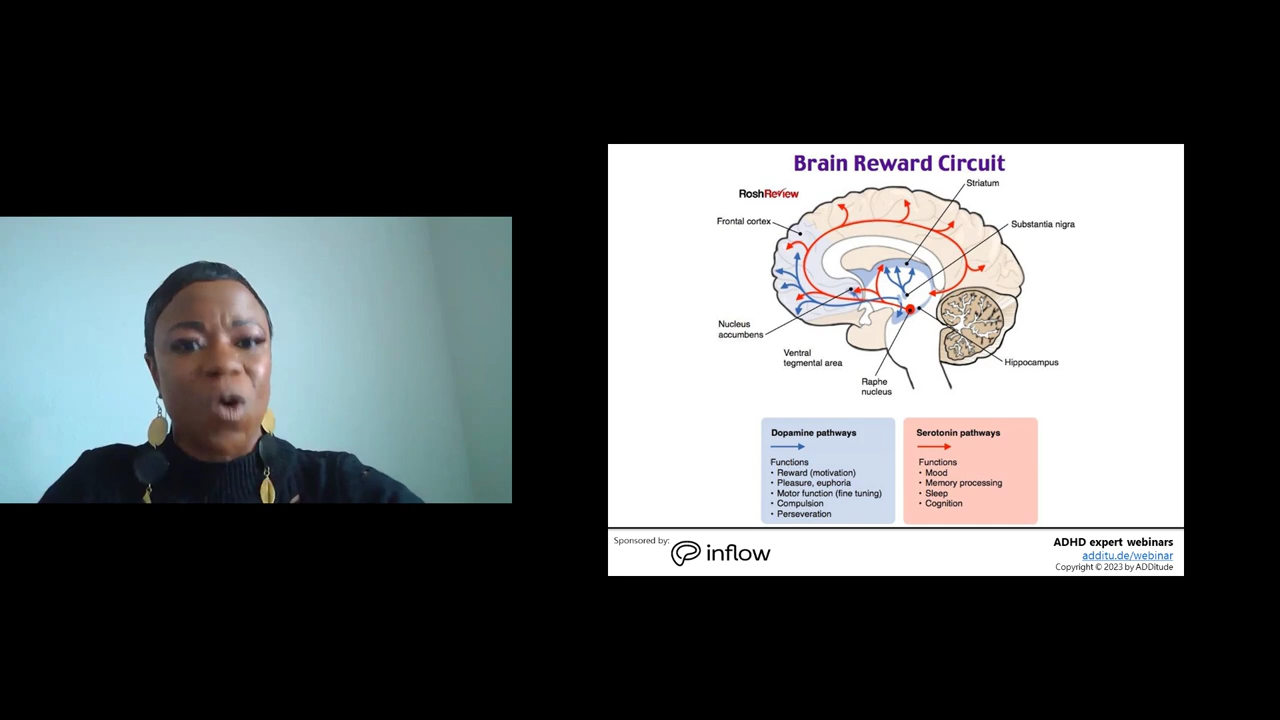 Brain Reward Circuit
RoshReview
Striatum
Frontal cortex
Substantia nigra
Nucleus
accumbens
Ventral
tegmental area
Raphe
nucleus
Hippocampus
Dopamine pathways
Functions
• Reward (motivation)
• Pleasure, euphoria
• Motor function (fine tuning)
• Compulsion
• Perseveration
Serotonin pathways
Functions
• Mood
• Memory processing
• Sleep
• Cognition
Sponsored by:
inflow
ADHD expert webinars
additu.de/webinar
Copyright © 2023 by ADDitude